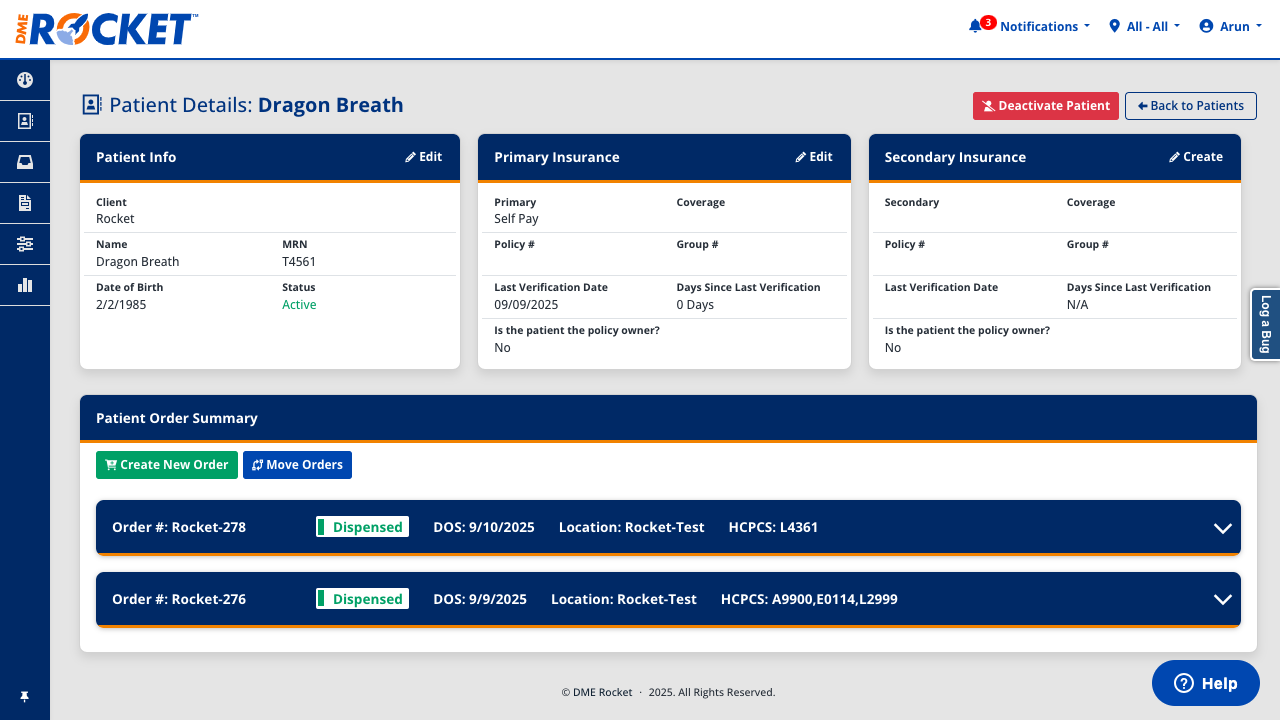 DME ROCKET™
3 Notifications All - All Arun
Patient Details: Dragon Breath
Deactivate Patient Back to Patients
Patient Info Edit
Client
Rocket
Name MRN
Dragon Breath T4561
Date of Birth Status
2/2/1985 Active
Primary Insurance Edit
Primary Coverage
Self Pay
Policy # Group #
Last Verification Date Days Since Last Verification
09/09/2025 0 Days
Is the patient the policy owner?
No
Secondary Insurance Create
Secondary Coverage
Policy # Group #
Last Verification Date Days Since Last Verification
N/A
Is the patient the policy owner?
No
Log a Bug
Patient Order Summary
Create New Order Move Orders
Order #: Rocket-278 Dispensed DOS: 9/10/2025 Location: Rocket-Test HCPCS: L4361
Order #: Rocket-276 Dispensed DOS: 9/9/2025 Location: Rocket-Test HCPCS: A9900,E0114,L2999
© DME Rocket · 2025. All Rights Reserved.
Help